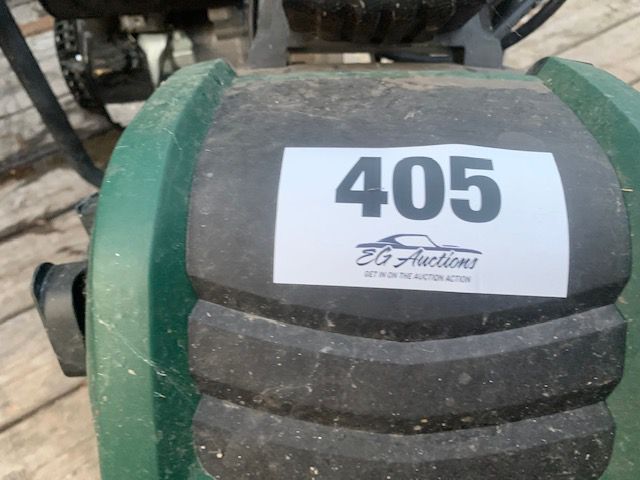 405
EG Auctions
GET IN ON THE AUCTION ACTION